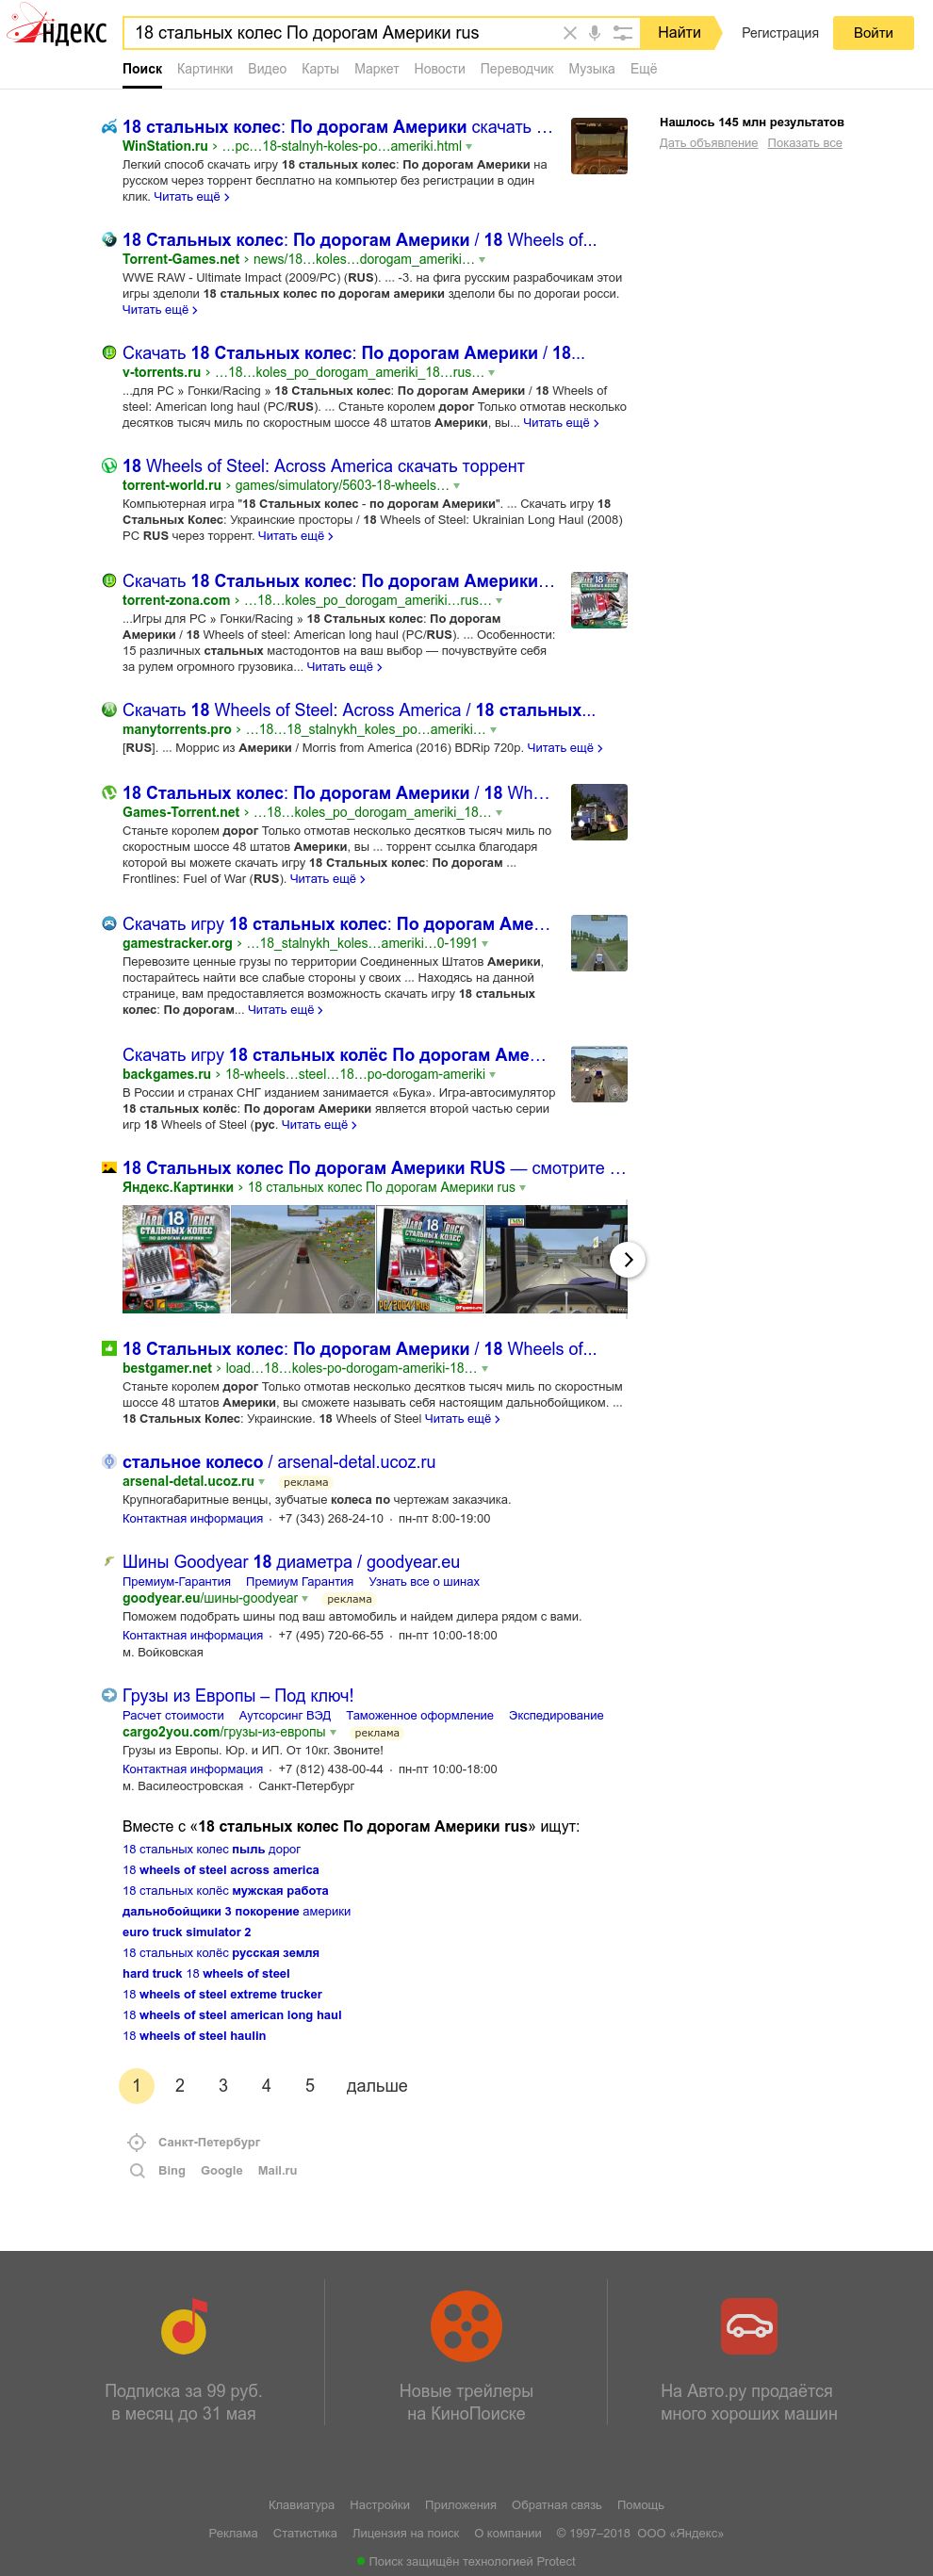 Яндекс
18 стальных колес По дорогам Америки rus
Найти
Регистрация
Войти
Поиск Картинки Видео Карты Маркет Новости Переводчик Музыка Ещё
Нашлось 145 млн результатов
Дать объявление Показать все
18 стальных колес: По дорогам Америки скачать ...
WinStation.ru › …pc…18-stalnyh-koles-po…ameriki.html
Легкий способ скачать игру 18 стальных колес: По дорогам Америки на
русском через торрент бесплатно на компьютер без регистрации в один
клик. Читать ещё ›
18 Стальных колес: По дорогам Америки / 18 Wheels of...
Torrent-Games.net › news/18…koles…dorogam_ameriki…
WWE RAW - Ultimate Impact (2009/PC) (RUS). ... -3. на фига русским разрабочикам этои
игры зделоли 18 стальных колес по дорогам америки зделоли бы по дорогаи росси.
Читать ещё ›
Скачать 18 Стальных колес: По дорогам Америки / 18...
v-torrents.ru › …18…koles_po_dorogam_ameriki_18…rus…
...для PC » Гонки/Racing » 18 Стальных колес: По дорогам Америки / 18 Wheels of
steel: American long haul (PC/RUS). ... Станьте королем дорог Только отмотав несколько
десятков тысяч миль по скоростным шоссе 48 штатов Америки, вы... Читать ещё ›
18 Wheels of Steel: Across America скачать торрент
torrent-world.ru › games/simulatory/5603-18-wheels…
Компьютерная игра "18 Стальных колес - по дорогам Америки". ... Скачать игру 18
Стальных Колес: Украинские просторы / 18 Wheels of Steel: Ukrainian Long Haul (2008)
PC RUS через торрент. Читать ещё ›
Скачать 18 Стальных колес: По дорогам Америки...
torrent-zona.com › …18…koles_po_dorogam_ameriki…rus…
...Игры для PC » Гонки/Racing » 18 Стальных колес: По дорогам
Америки / 18 Wheels of steel: American long haul (PC/RUS). ... Особенности:
15 различных стальных мастодонтов на ваш выбор — почувствуйте себя
за рулем огромного грузовика... Читать ещё ›
Скачать 18 Wheels of Steel: Across America / 18 стальных...
manytorrents.pro › …18…18_stalnykh_koles_po…ameriki…
[RUS]. ... Моррис из Америки / Morris from America (2016) BDRip 720p. Читать ещё ›
18 Стальных колес: По дорогам Америки / 18 Wh...
Games-Torrent.net › …18…koles_po_dorogam_ameriki_18…
Станьте королем дорог Только отмотав несколько десятков тысяч миль по
скоростным шоссе 48 штатов Америки, вы ... торрент ссылка благодаря
которой вы можете скачать игру 18 Стальных колес: По дорогам ...
Frontlines: Fuel of War (RUS). Читать ещё ›
Скачать игру 18 стальных колес: По дорогам Аме...
gamestracker.org › …18_stalnykh_koles…ameriki…0-1991
Перевозите ценные грузы по территории Соединенных Штатов Америки,
постарайтесь найти все слабые стороны у своих ... Находясь на данной
странице, вам предоставляется возможность скачать игру 18 стальных
колес: По дорогам... Читать ещё ›
Скачать игру 18 стальных колёс По дорогам Аме...
backgames.ru › 18-wheels…steel…18…po-dorogam-ameriki
В России и странах СНГ изданием занимается «Бука». Игра-автосимулятор
18 стальных колёс: По дорогам Америки является второй частью серии
игр 18 Wheels of Steel (рус. Читать ещё ›
18 Стальных колес По дорогам Америки RUS — смотрите ...
Яндекс.Картинки › 18 стальных колес По дорогам Америки rus
18 Стальных колес: По дорогам Америки / 18 Wheels of...
bestgamer.net › load…18…koles-po-dorogam-ameriki-18…
Станьте королем дорог Только отмотав несколько десятков тысяч миль по скоростным
шоссе 48 штатов Америки, вы сможете называть себя настоящим дальнобойщиком. ...
18 Стальных Колес: Украинские. 18 Wheels of Steel Читать ещё ›
стальное колесо / arsenal-detal.ucoz.ru
arsenal-detal.ucoz.ru реклама
Крупногабаритные венцы, зубчатые колеса по чертежам заказчика.
Контактная информация · +7 (343) 268-24-10 · пн-пт 8:00-19:00
Шины Goodyear 18 диаметра / goodyear.eu
Премиум-Гарантия Премиум Гарантия Узнать все о шинах
goodyear.eu/шины-goodyear реклама
Поможем подобрать шины под ваш автомобиль и найдем дилера рядом с вами.
Контактная информация · +7 (495) 720-66-55 · пн-пт 10:00-18:00
м. Войковская
Грузы из Европы – Под ключ!
Расчет стоимости Аутсорсинг ВЭД Таможенное оформление Экспедирование
cargo2you.com/грузы-из-европы реклама
Грузы из Европы. Юр. и ИП. От 10кг. Звоните!
Контактная информация · +7 (812) 438-00-44 · пн-пт 10:00-18:00
м. Василеостровская · Санкт-Петербург
Вместе с «18 стальных колес По дорогам Америки rus» ищут:
18 стальных колес пыль дорог
18 wheels of steel across america
18 стальных колёс мужская работа
дальнобойщики 3 покорение америки
euro truck simulator 2
18 стальных колёс русская земля
hard truck 18 wheels of steel
18 wheels of steel extreme trucker
18 wheels of steel american long haul
18 wheels of steel haulin
1 2 3 4 5 дальше
Санкт-Петербург
Bing Google Mail.ru
Подписка за 99 руб.
в месяц до 31 мая
Новые трейлеры
на КиноПоиске
На Авто.ру продаётся
много хороших машин
Клавиатура Настройки Приложения Обратная связь Помощь
Реклама Статистика Лицензия на поиск О компании © 1997–2018 ООО «Яндекс»
Поиск защищён технологией Protect